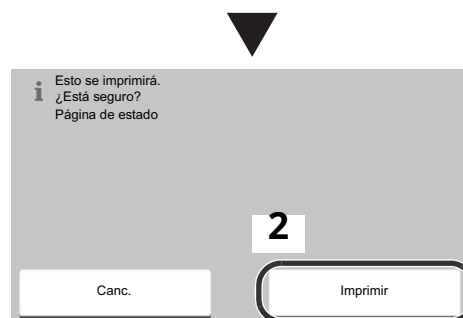 Esto se imprimirá.
¿Está seguro?
Página de estado
2
Canc.
Imprimir